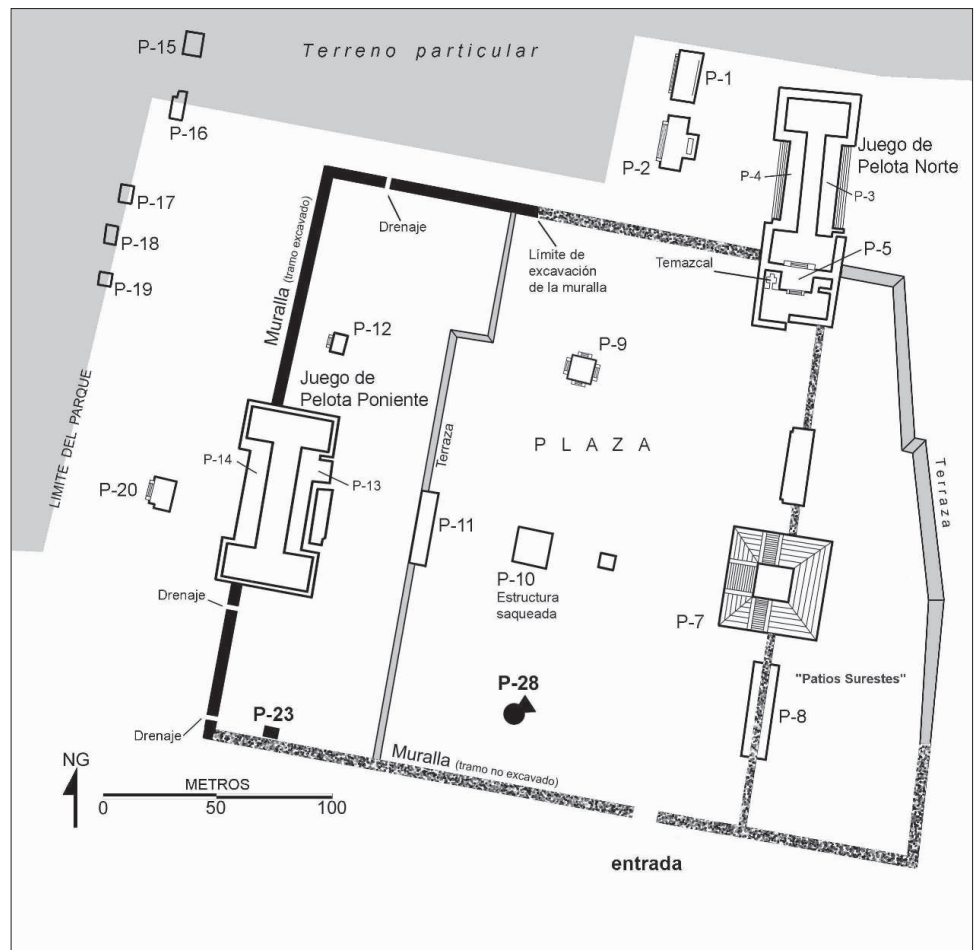 Terreno particular
P-15
P-1
P-16
Juego de
Pelota Norte
P-2
P-4
P-3
P-17
Drenaje
P-18
Límite de
excavación
de la muralla
P-5
Temazcal
P-19
Muralla (tramo excavado)
P-12
P-9
Juego de
Pelota Poniente
PLAZA
Terraza
Terraza
LIMITE DEL PARQUE
P-14
P-13
P-20
P-11
P-10
Estructura
saqueada
Drenaje
P-7
P-28
"Patios Surestes"
P-8
P-23
Drenaje
Muralla (tramo no excavado)
NG
METROS
0 50 100
entrada